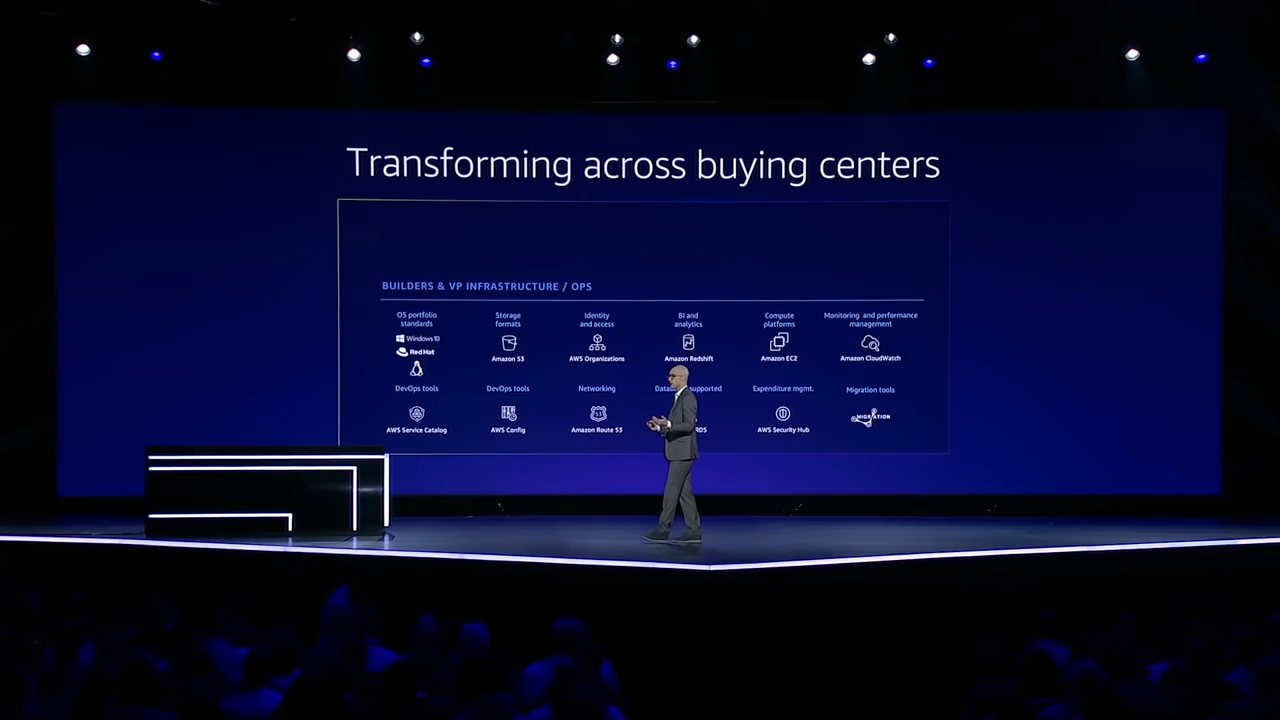 Transforming across buying centers
BUILDERS & VP INFRASTRUCTURE / OPS
OS portfolio
standards
Storage
formats
Identity
and access
BI and
analytics
Compute
platforms
Monitoring and performance
management
Windows 10
Red Hat
Amazon S3
AWS Organizations
Amazon Redshift
Amazon EC2
Amazon CloudWatch
DevOps tools
DevOps tools
Networking
supported
Expenditure mgmt.
Migration tools
MIGRATION
AWS Service Catalog
AWS Config
Amazon Route 53
RDS
AWS Security Hub